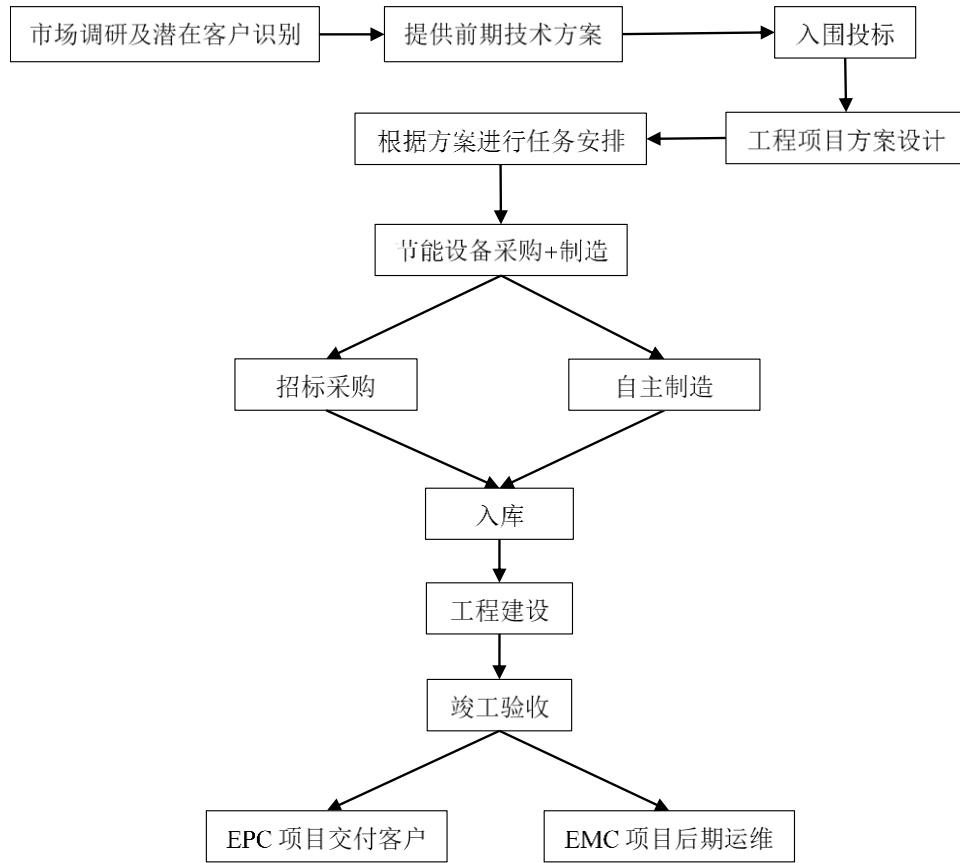 市场调研及潜在客户识别
提供前期技术方案
入围投标
工程项目方案设计
根据方案进行任务安排
节能设备采购+制造
招标采购
自主制造
入库
工程建设
竣工验收
EPC 项目交付客户
EMC 项目后期运维